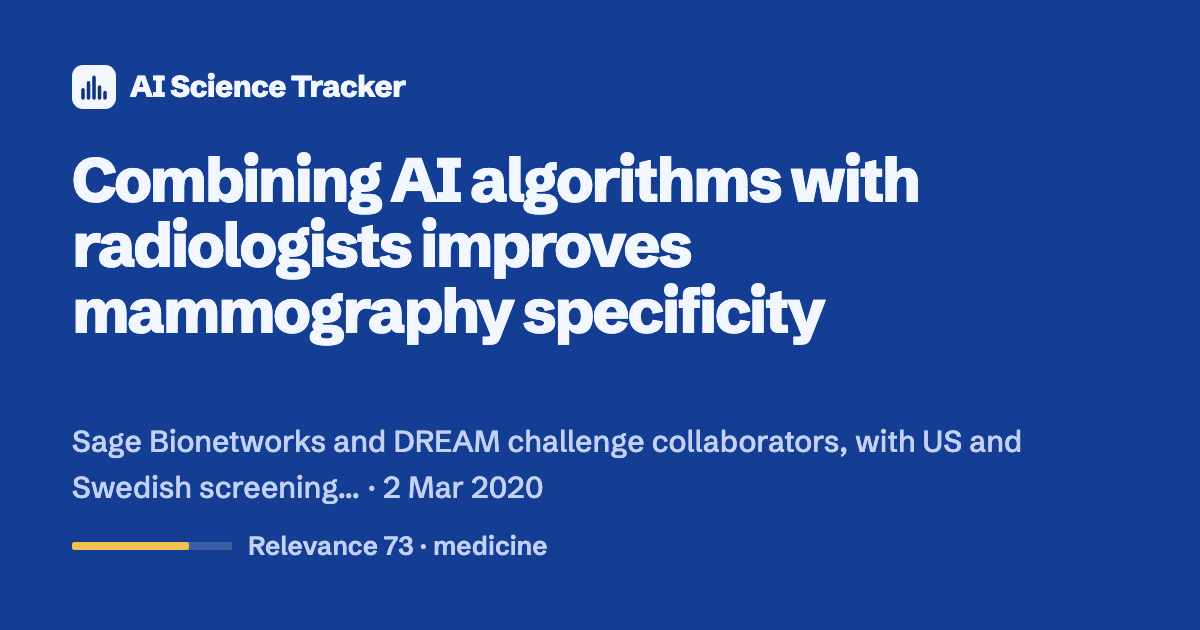 AI Science Tracker
Combining AI algorithms with
radiologists improves
mammography specificity
Sage Bionetworks and DREAM challenge collaborators, with US and
Swedish screening... · 2 Mar 2020
Relevance 73 · medicine